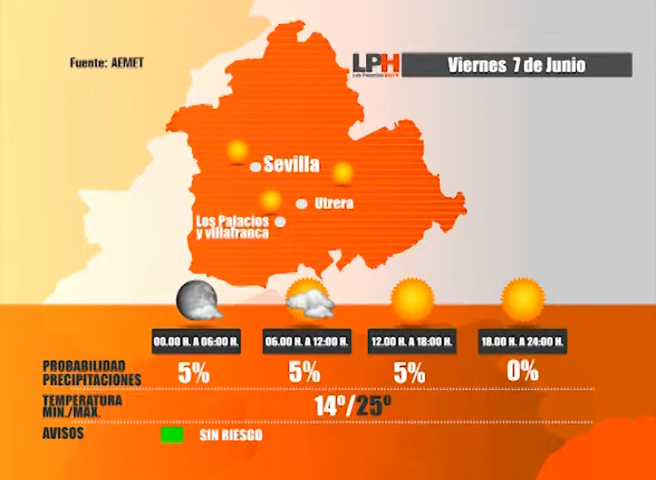 Fuente: AEMET
LPH
Viernes 7 de Junio
Sevilla
Utrera
Los Palacios
y villafranca
00.00 H. A 06:00 H.
06.00 H. A 12:00 H.
12.00 H. A 18:00 H.
18.00 H. A 24:00 H.
PROBABILIDAD
PRECIPITACIONES
5%
5%
5%
0%
TEMPERATURA
MIN./MAX.
14º/25º
AVISOS
SIN RIESGO